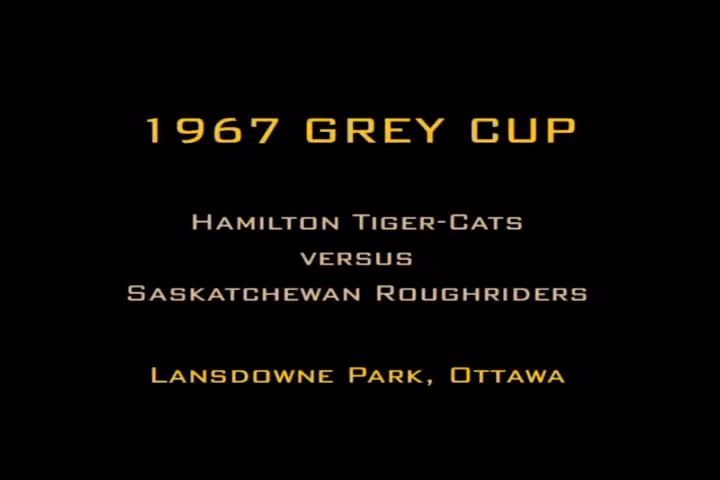 1967 GREY CUP
HAMILTON TIGER-CATS
VERSUS
SASKATCHEWAN ROUGHRIDERS
LANSDOWNE PARK, OTTAWA